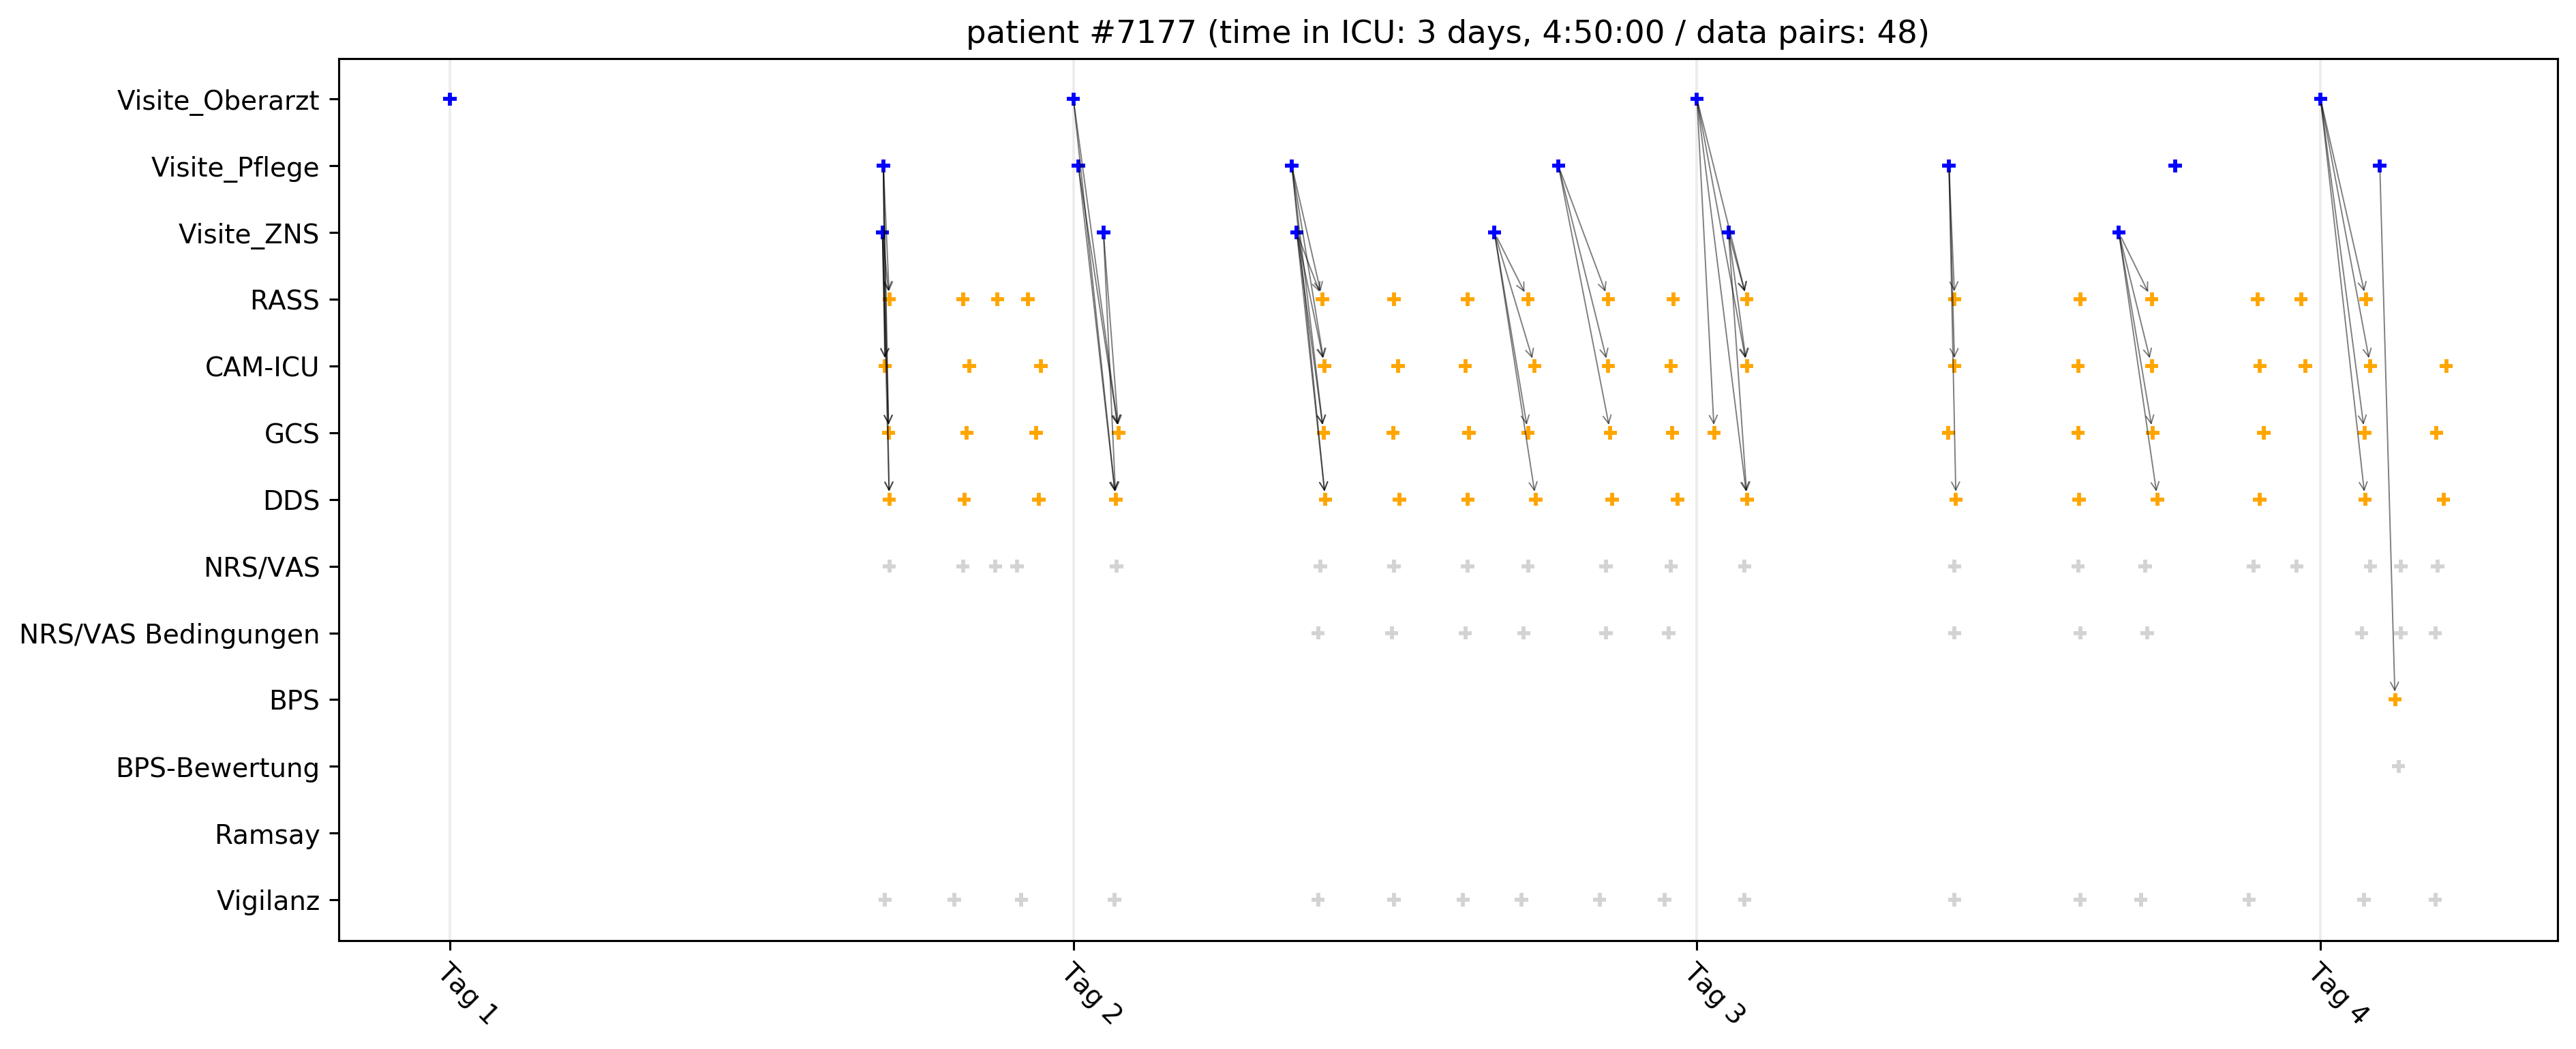 patient #7177 (time in ICU: 3 days, 4:50:00 / data pairs: 48)
Visite_Oberarzt
Visite_Pflege
Visite_ZNS
RASS
CAM-ICU
GCS
DDS
NRS/VAS
NRS/VAS Bedingungen
BPS
BPS-Bewertung
Ramsay
Vigilanz
Tag 1
Tag 2
Tag 3
Tag 4